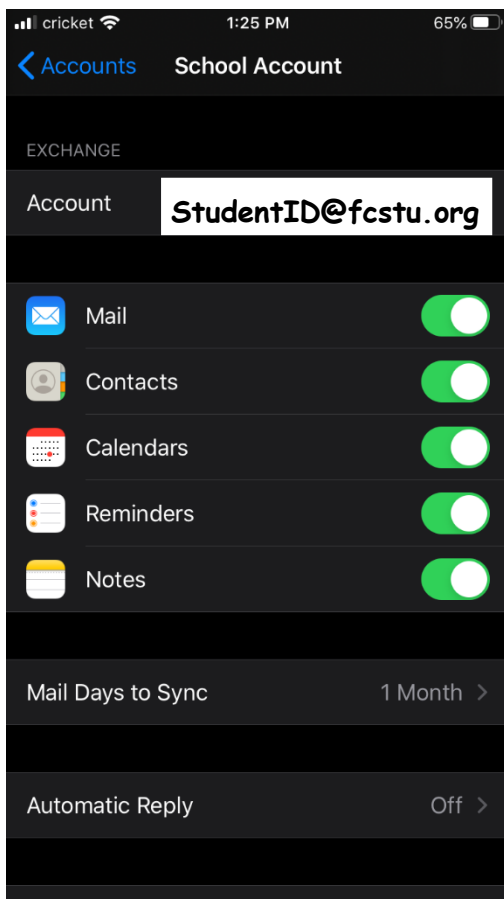 cricket 1:25 PM 65%
Accounts School Account
EXCHANGE
Account StudentID@fcstu.org
Mail
Contacts
Calendars
Reminders
Notes
Mail Days to Sync 1 Month
Automatic Reply Off